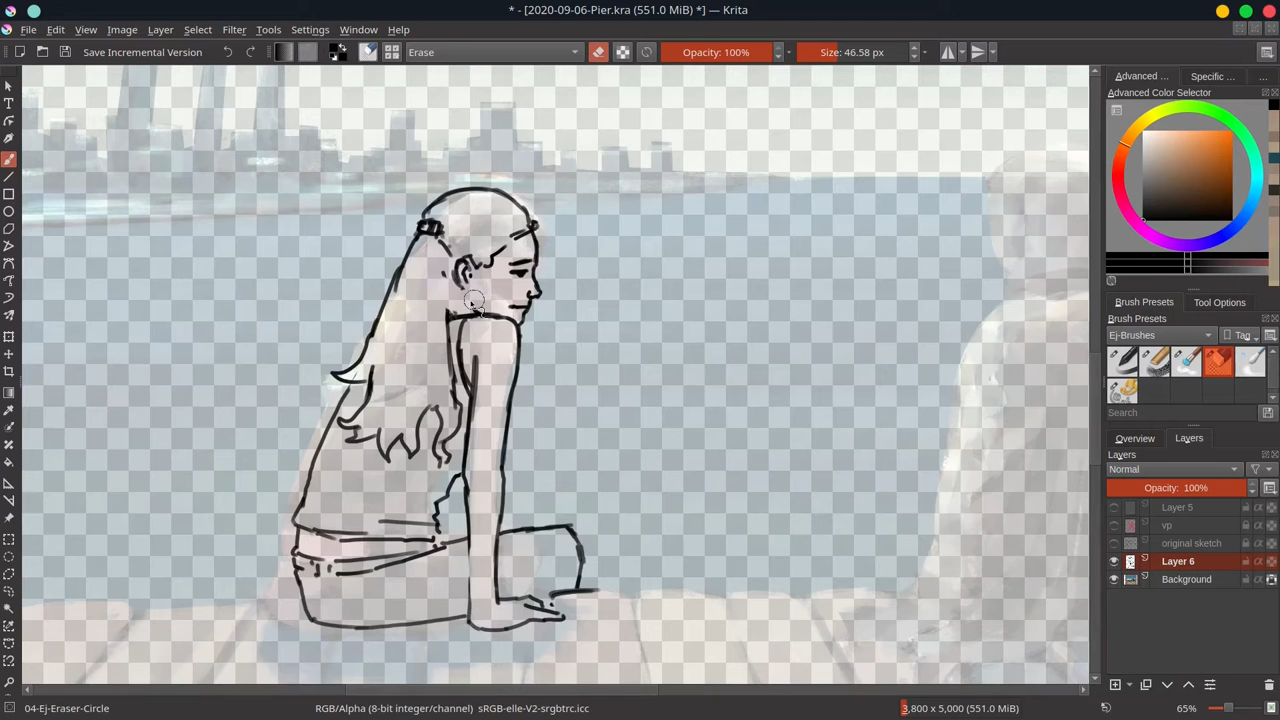 * - [2020-09-06-Pier.kra (551.0 MiB) *] — Krita
File Edit View Image Layer Select Filter Tools Settings Window Help
Save Incremental Version Erase Opacity: 100% Size: 46.58 px
Advanced ... Specific ... ...
Advanced Color Selector
Brush Presets Tool Options
Brush Presets
Ej-Brushes Tag
Search
Overview Layers
Layers
Normal
Opacity: 100%
Layer 5
vp
original sketch
Layer 6
Background
04-Ej-Eraser-Circle RGB/Alpha (8-bit integer/channel) sRGB-elle-V2-srgbtrc.icc 3,800 x 5,000 (551.0 MiB) 65%